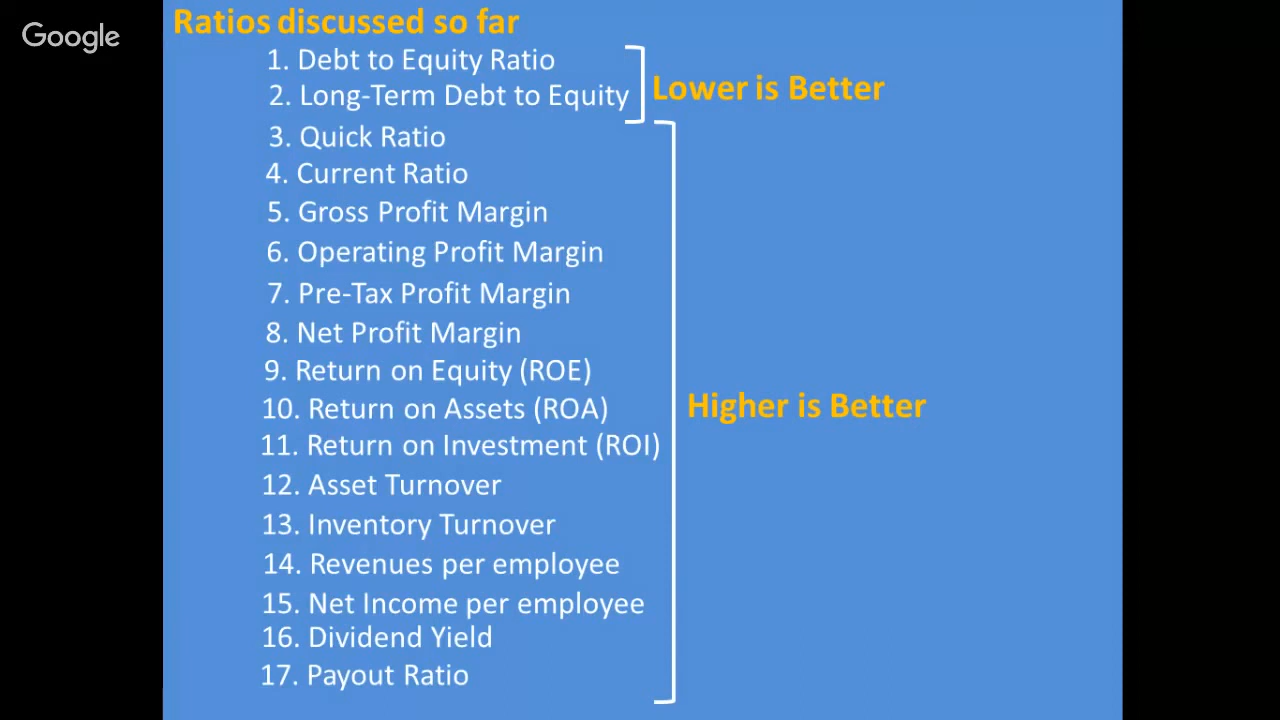 Google
Ratios discussed so far
1. Debt to Equity Ratio
2. Long-Term Debt to Equity
Lower is Better
3. Quick Ratio
4. Current Ratio
5. Gross Profit Margin
6. Operating Profit Margin
7. Pre-Tax Profit Margin
8. Net Profit Margin
9. Return on Equity (ROE)
10. Return on Assets (ROA)
11. Return on Investment (ROI)
12. Asset Turnover
13. Inventory Turnover
14. Revenues per employee
15. Net Income per employee
16. Dividend Yield
17. Payout Ratio
Higher is Better